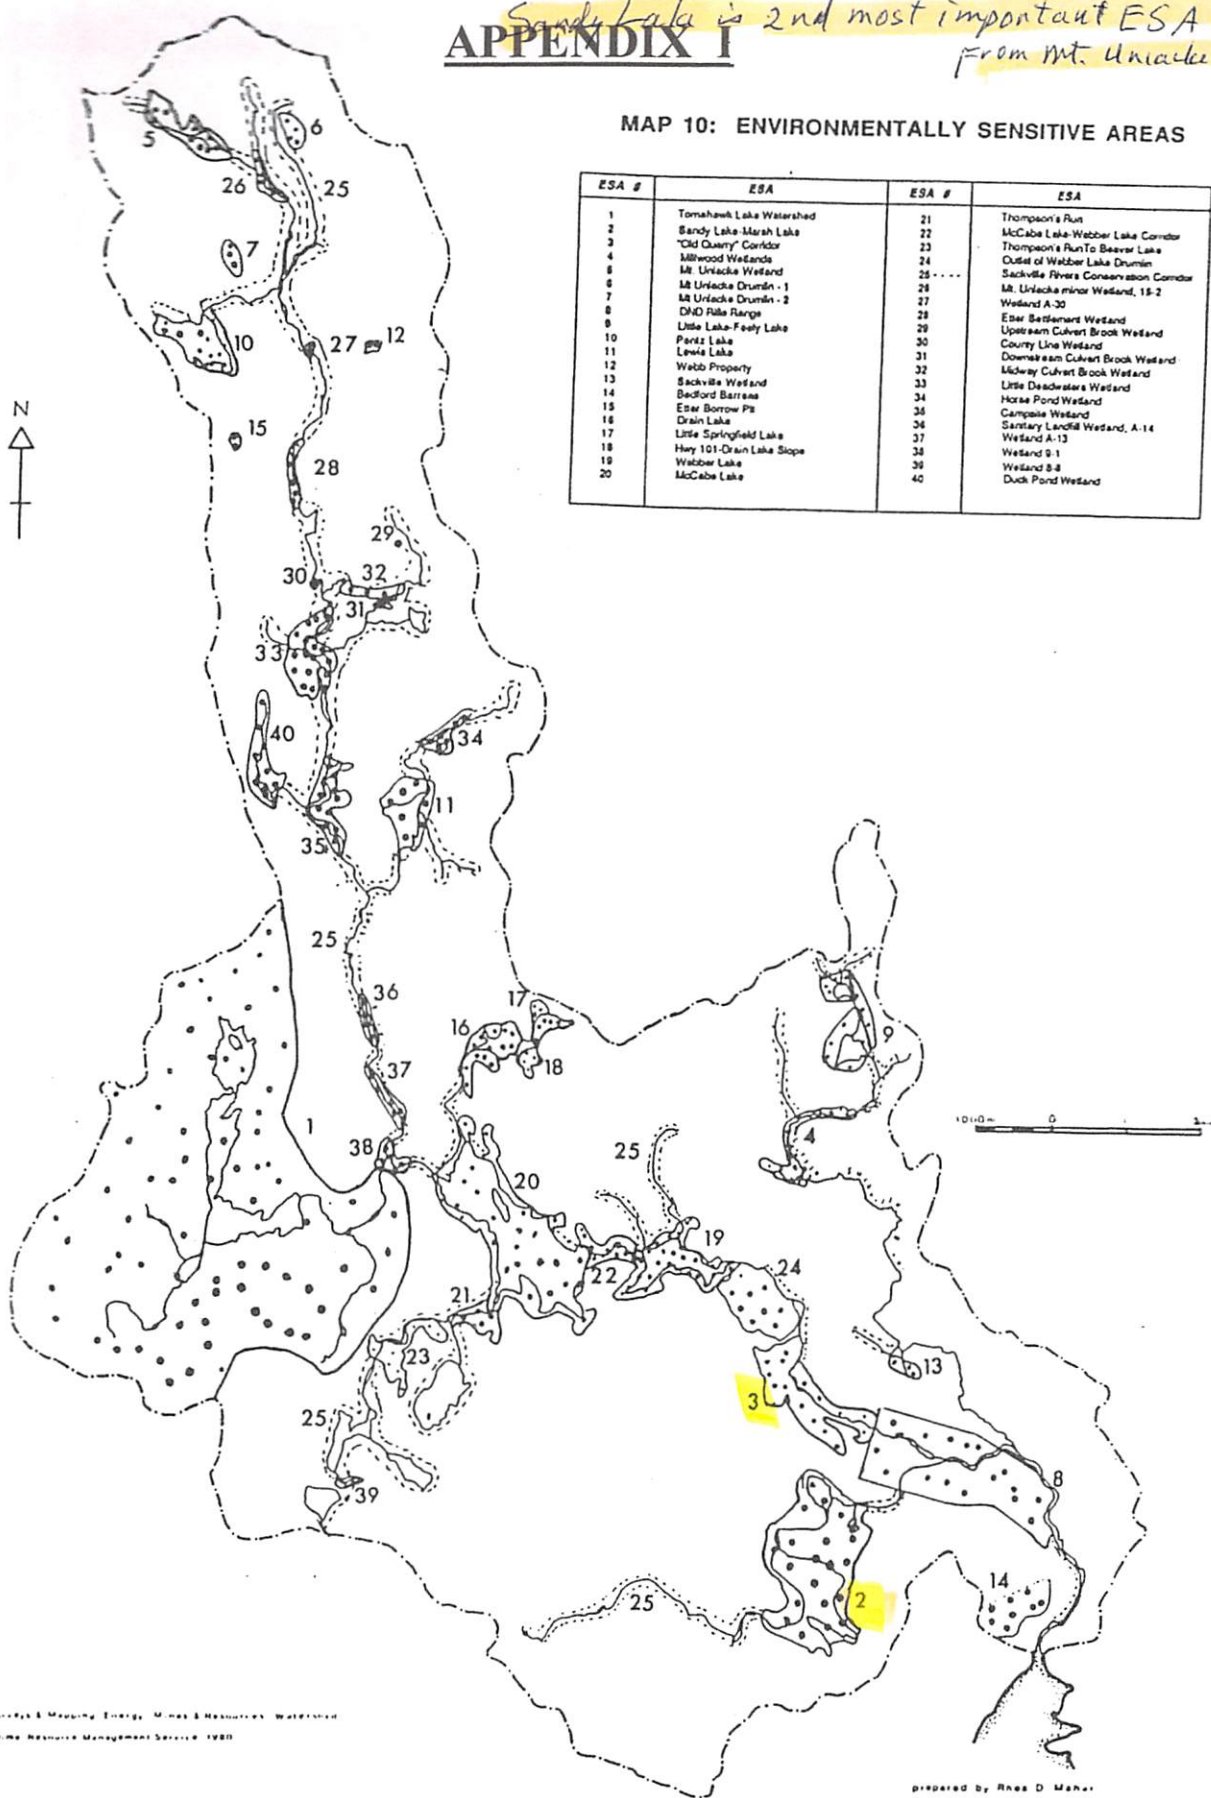 Sandy Lake is 2nd most important ESA
from Mt. Uniacke
APPENDIX I
MAP 10: ENVIRONMENTALLY SENSITIVE AREAS
ESA # ESA ESA # ESA
1 Tomahawk Lake Watershed 21 Thompson's Run
2 Sandy Lake-Marsh Lake 22 McCabe Lake-Webber Lake Corridor
3 "Old Quarry" Corridor 23 Thompson's Run To Beaver Lake
4 Millwood Wetlands 24 Outlet of Webber Lake Drumlin
5 Mt. Uniacke Wetland 25 ---- Sackville Rivers Conservation Corridor
6 Mt Uniacke Drumlin - 1 26 Mt. Uniacke minor Wetland, 15-2
7 Mt Uniacke Drumlin - 2 27 Wetland A-30
8 DND Rifle Range 28 Etter Settlement Wetland
9 Little Lake-Feely Lake 29 Upstream Culvert Brook Wetland
10 Pentz Lake 30 County Line Wetland
11 Lewis Lake 31 Downstream Culvert Brook Wetland
12 Webb Property 32 Midway Culvert Brook Wetland
13 Sackville Wetland 33 Little Deadwaters Wetland
14 Bedford Barrens 34 Horse Pond Wetland
15 Etter Borrow Pit 35 Campsite Wetland
16 Drain Lake 36 Sanitary Landfill Wetland, A-14
17 Little Springfield Lake 37 Wetland A-13
18 Hwy 101-Drain Lake Slope 38 Wetland 9-1
19 Webber Lake 39 Wetland 8-8
20 McCabe Lake 40 Duck Pond Wetland
5
6
26
25
7
10
27
12
N
15
28
29
30
32
31
33
40
34
11
35
25
36
17
16
18
9
37
1
38
4
1000m 0
25
20
19
22
24
21
23
13
3
25
39
8
2
14
25
& Mapping Energy Mines & Resources Watershed
Resource Management Service 1980
prepared by Rhea D. Mahar